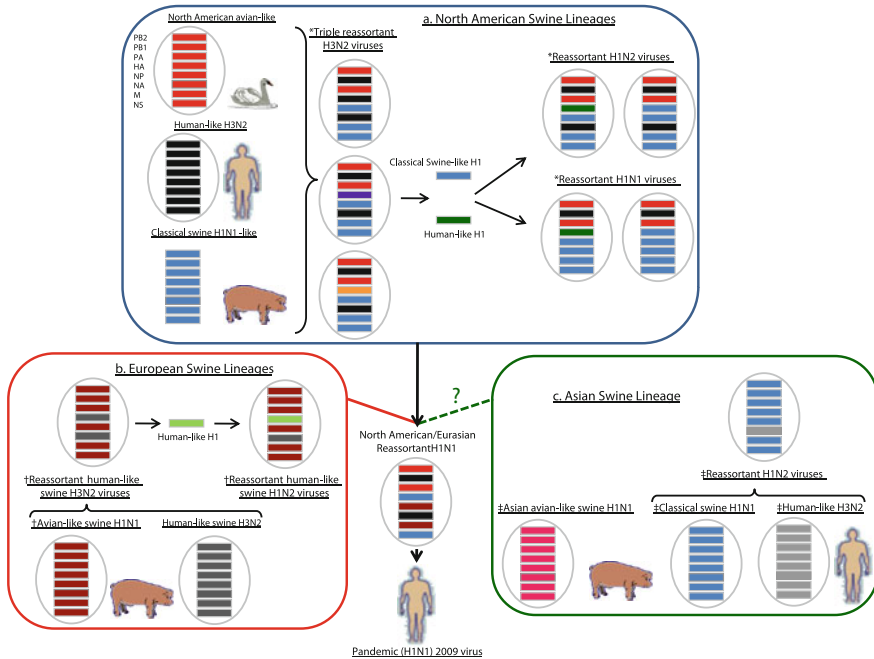 a. North American Swine Lineages
North American avian-like
PB2
PB1
PA
HA
NP
NA
M
NS
Human-like H3N2
Classical swine H1N1-like
*Triple reassortant
H3N2 viruses
Classical Swine-like H1
Human-like H1
*Reassortant H1N2 viruses
*Reassortant H1N1 viruses
b. European Swine Lineages
Human-like H1
†Reassortant human-like
swine H3N2 viruses
†Reassortant human-like
swine H1N2 viruses
†Avian-like swine H1N1
Human-like swine H3N2
?
North American/Eurasian
ReassortantH1N1
Pandemic (H1N1) 2009 virus
c. Asian Swine Lineage
‡Reassortant H1N2 viruses
‡Asian avian-like swine H1N1
‡Classical swine H1N1
‡Human-like H3N2